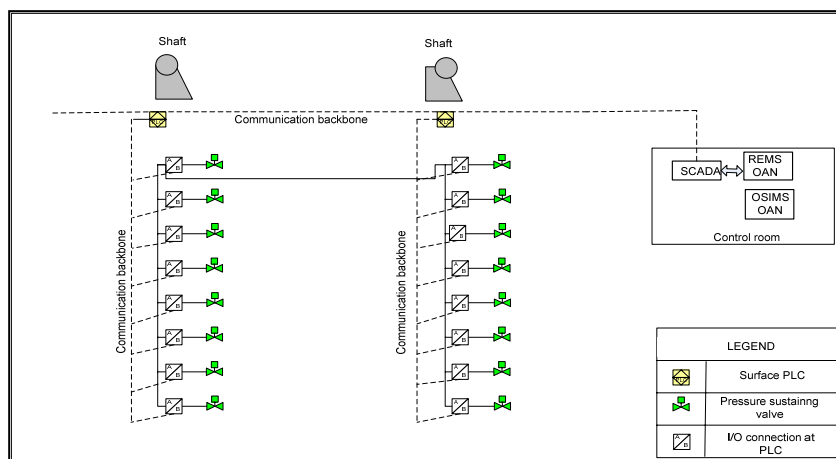 Shaft
Shaft
Communication backbone
Communication backbone
Communication backbone
A
B
A
B
A
B
A
B
A
B
A
B
A
B
A
B
A
B
A
B
A
B
A
B
A
B
A
B
A
B
A
B
SCADA
REMS
OAN
OSIMS
OAN
Control room
LEGEND
Surface PLC
Pressure sustainng
valve
A
B
I/O connection at
PLC